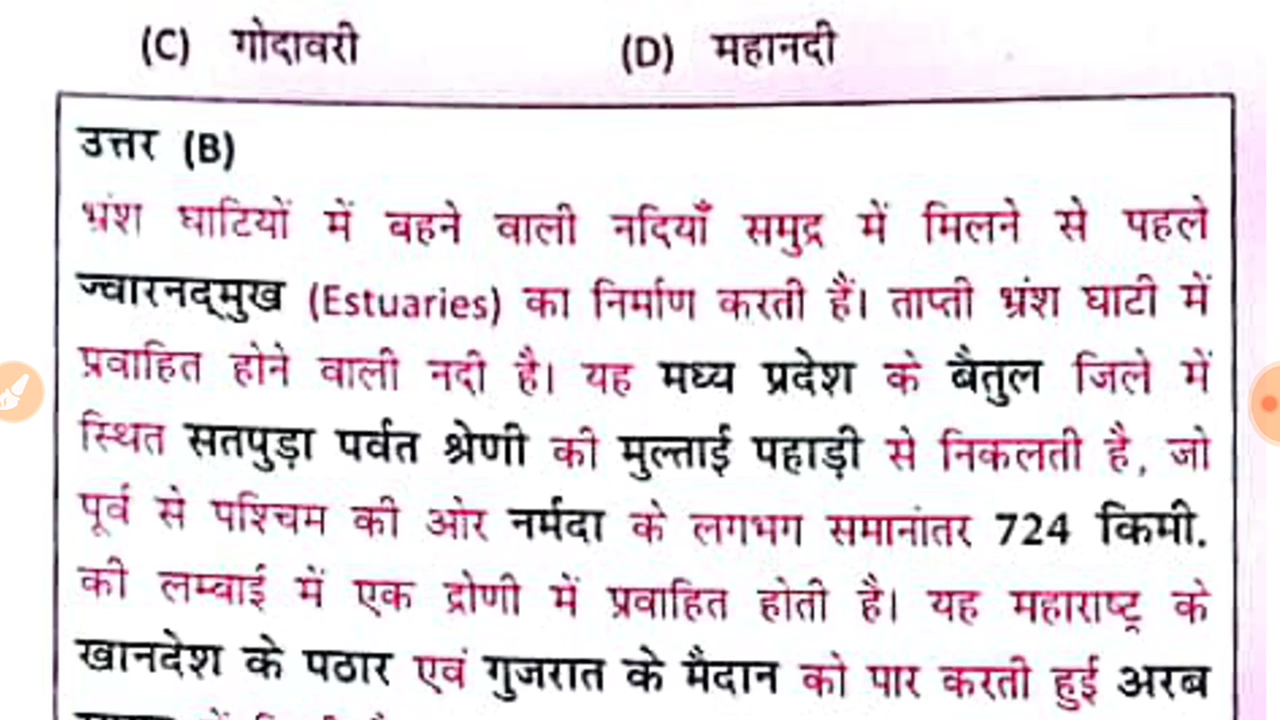 (C) गोदावरी (D) महानदी
उत्तर (B)
भ्रंश घाटियों में बहने वाली नदियाँ समुद्र में मिलने से पहले
ज्वारनद्‌मुख (Estuaries) का निर्माण करती हैं। ताप्ती भ्रंश घाटी में
प्रवाहित होने वाली नदी है। यह मध्य प्रदेश के बैतुल जिले में
स्थित सतपुड़ा पर्वत श्रेणी की मुल्ताई पहाड़ी से निकलती है, जो
पूर्व से पश्चिम की ओर नर्मदा के लगभग समानांतर 724 किमी.
की लम्बाई में एक द्रोणी में प्रवाहित होती है। यह महाराष्ट्र के
खानदेश के पठार एवं गुजरात के मैदान को पार करती हुई अरब